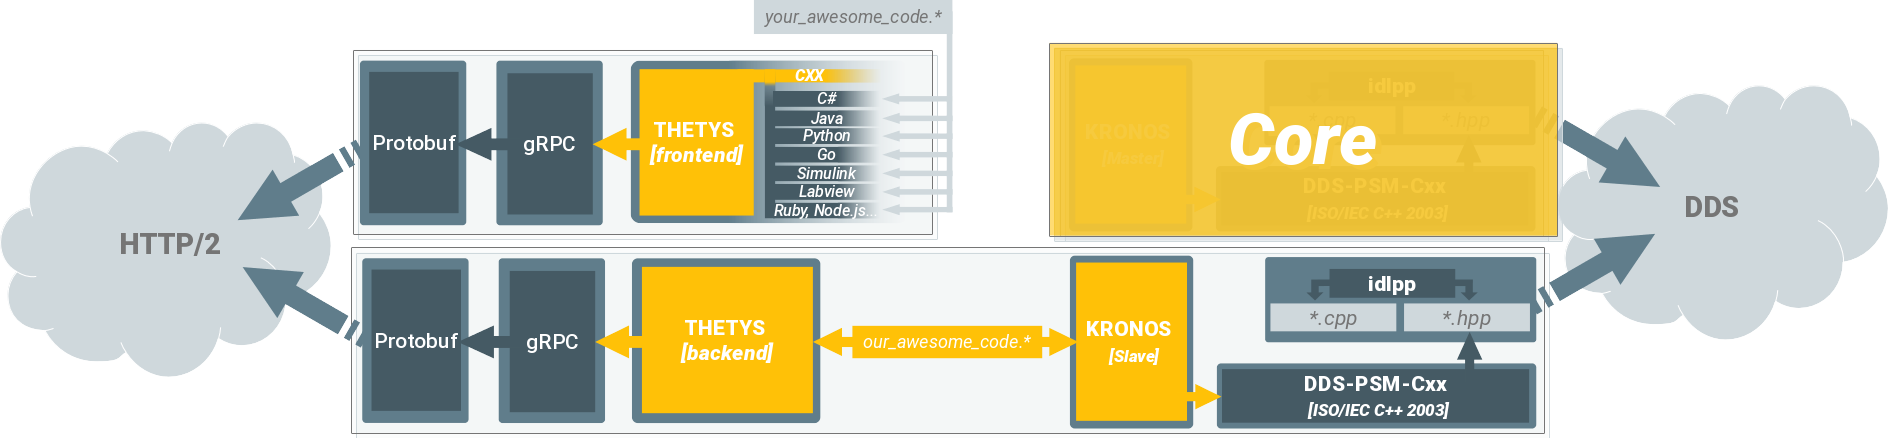 your_awesome_code.*
Protobuf
gRPC
THETYS
[frontend]
CXX
C#
Java
Python
Go
Simulink
Labview
Ruby, Node.js...
Core
KRONOS
[Master]
idlpp
*.cpp
*.hpp
DDS-PSM-Cxx
[ISO/IEC C++ 2003]
HTTP/2
DDS
Protobuf
gRPC
THETYS
[backend]
our_awesome_code.*
KRONOS
[Slave]
idlpp
*.cpp
*.hpp
DDS-PSM-Cxx
[ISO/IEC C++ 2003]